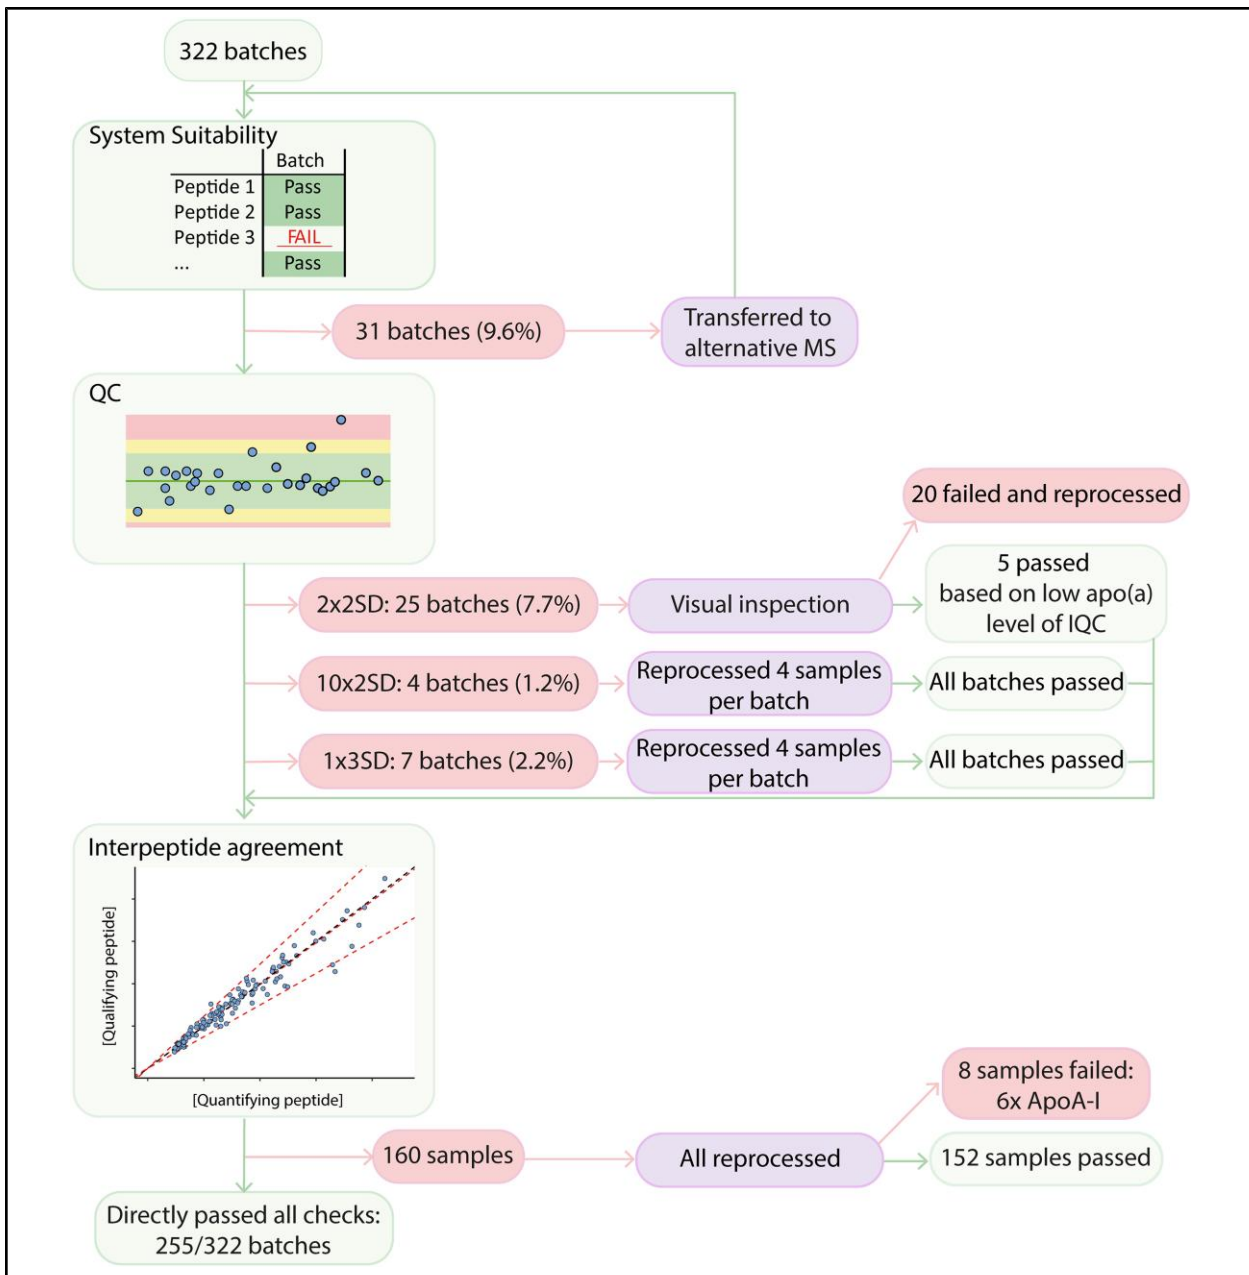 322 batches
System Suitability
Batch
Peptide 1 Pass
Peptide 2 Pass
Peptide 3 FAIL
... Pass
31 batches (9.6%)
Transferred to
alternative MS
QC
20 failed and reprocessed
2x2SD: 25 batches (7.7%)
Visual inspection
5 passed
based on low apo(a)
level of IQC
10x2SD: 4 batches (1.2%)
Reprocessed 4 samples
per batch
All batches passed
1x3SD: 7 batches (2.2%)
Reprocessed 4 samples
per batch
All batches passed
Interpeptide agreement
[Qualifying peptide]
[Quantifying peptide]
8 samples failed:
6x ApoA-I
160 samples
All reprocessed
152 samples passed
Directly passed all checks:
255/322 batches